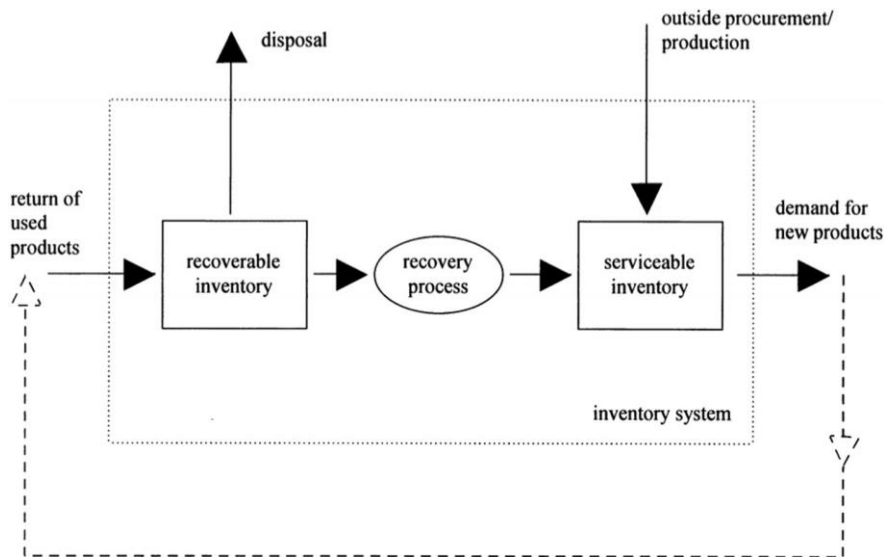 disposal
outside procurement/
production
return of
used
products
recoverable
inventory
recovery
process
serviceable
inventory
demand for
new products
inventory system